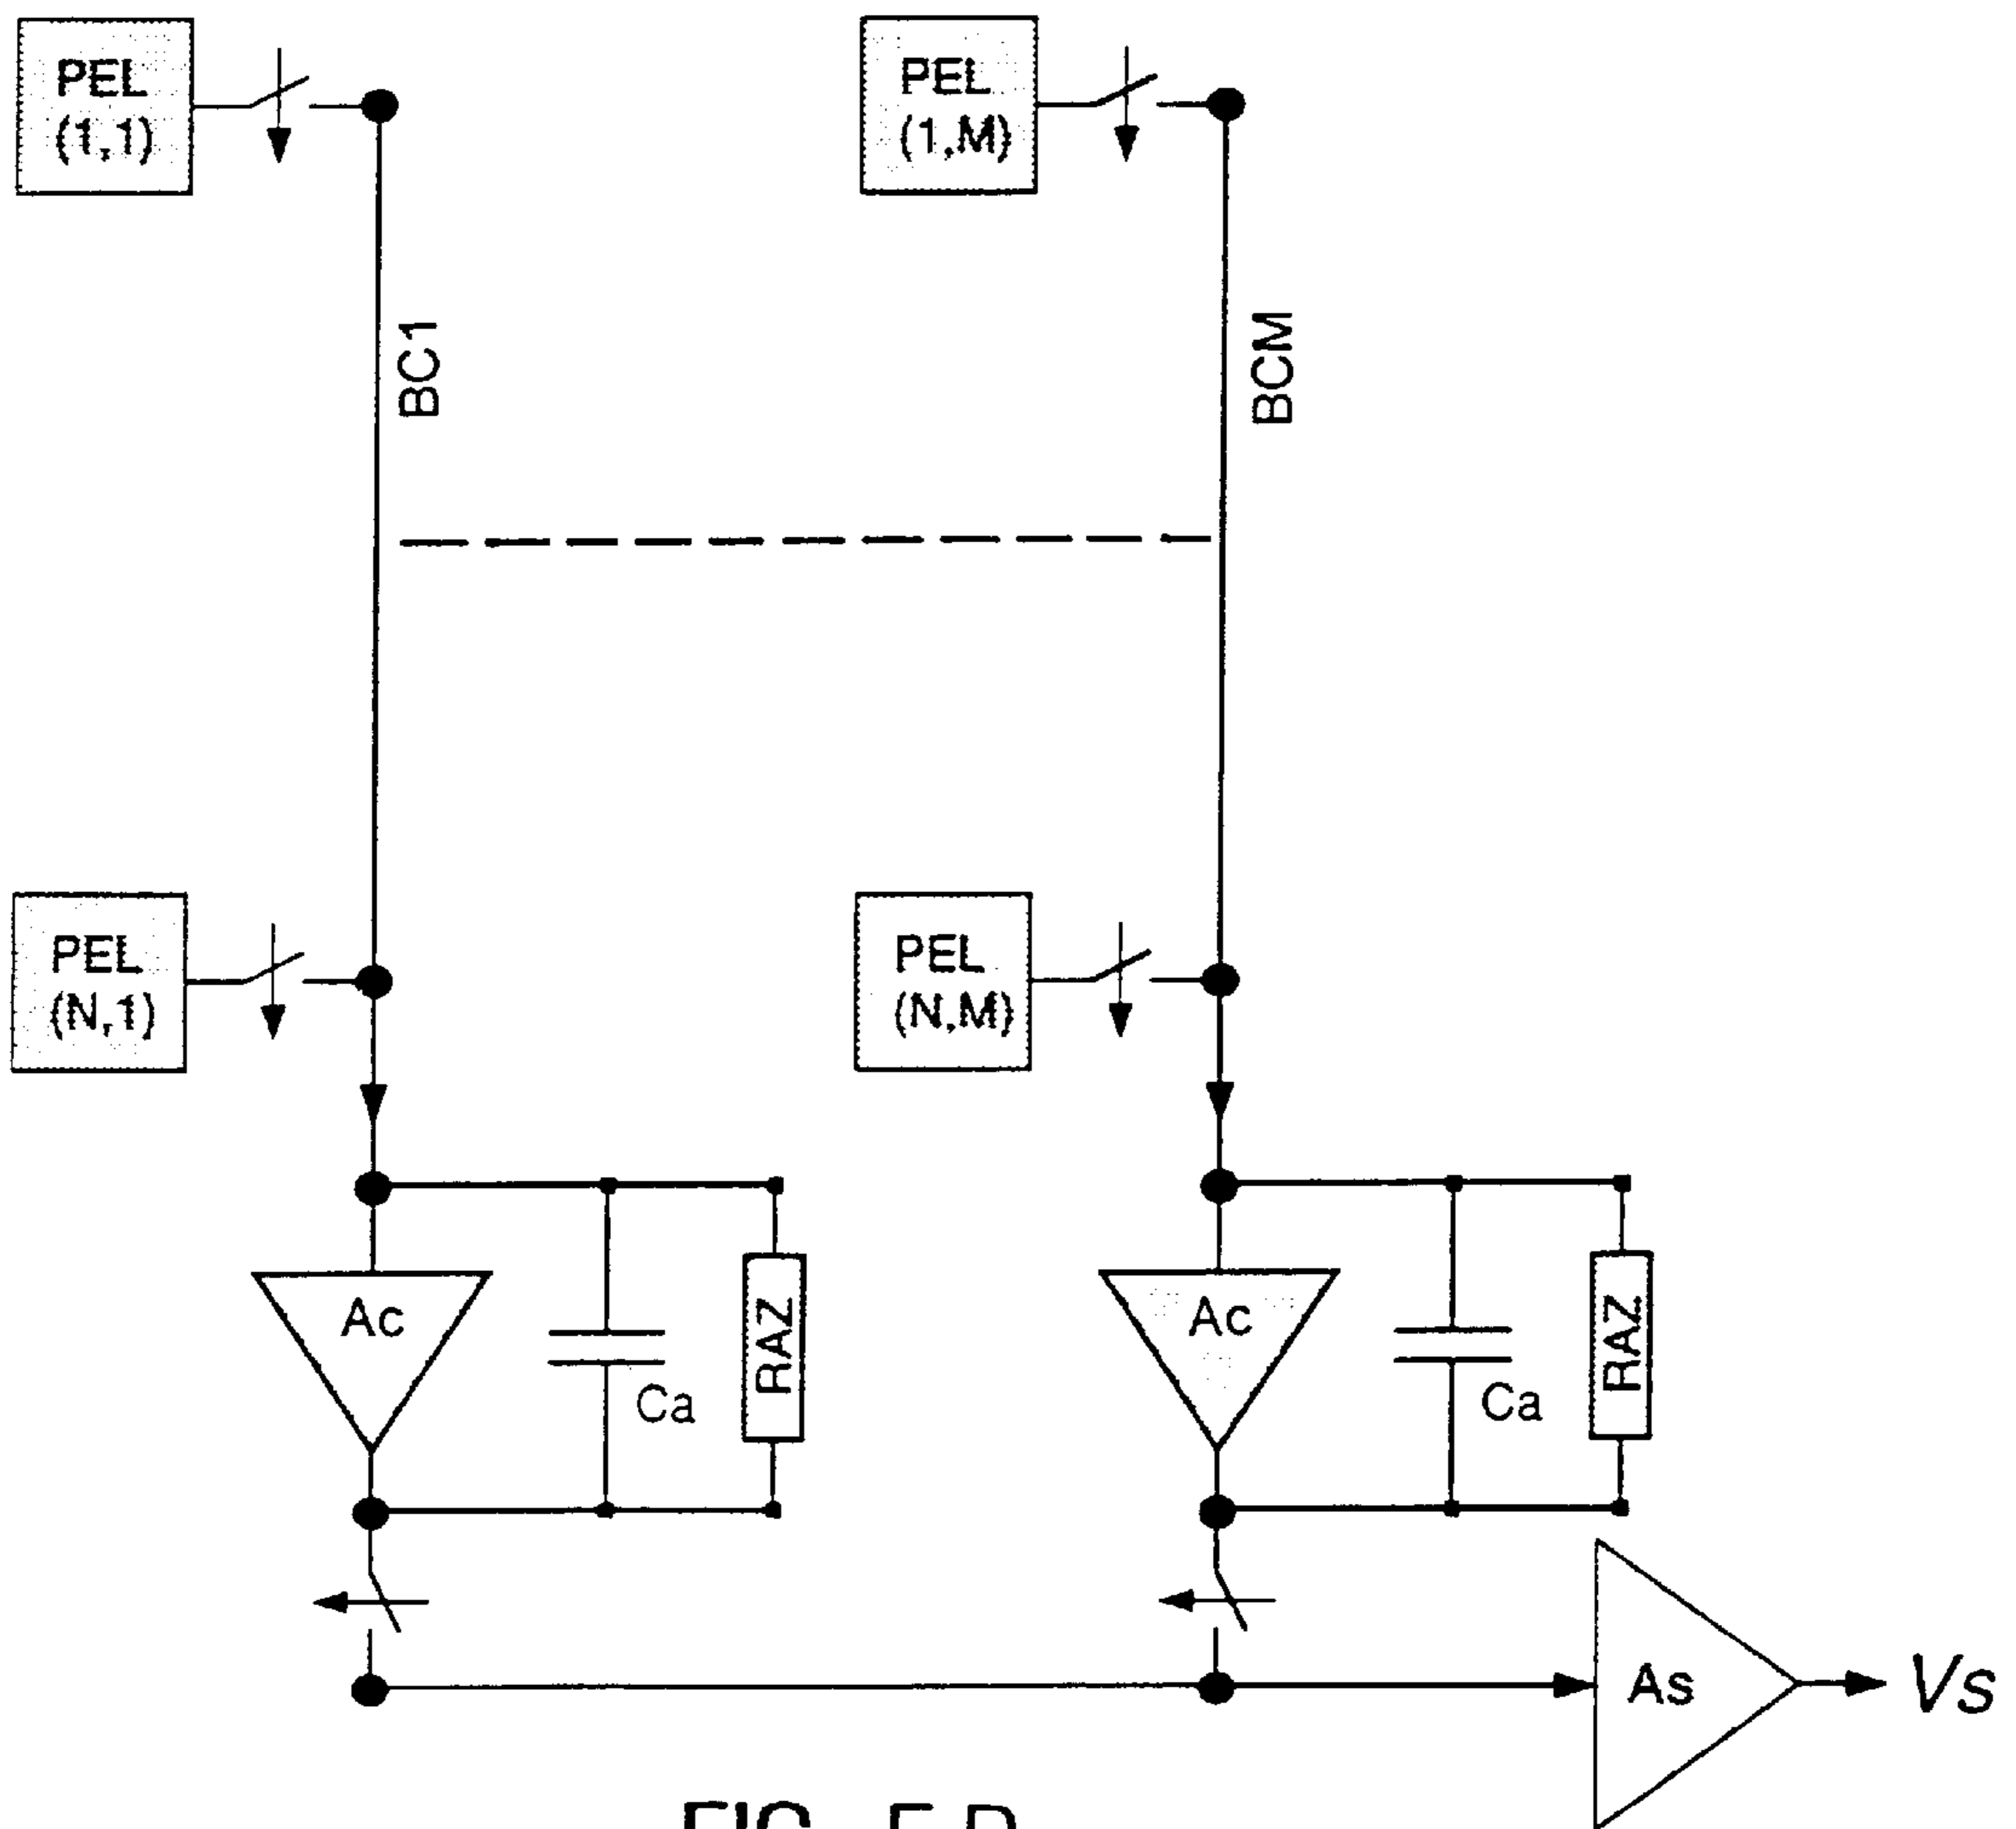 PEL
(1,1)
PEL
(1,M)
BC1
BCM
PEL
(N,1)
PEL
(N,M)
Ac
Ca
RAZ
Ac
Ca
RAZ
As
Vs